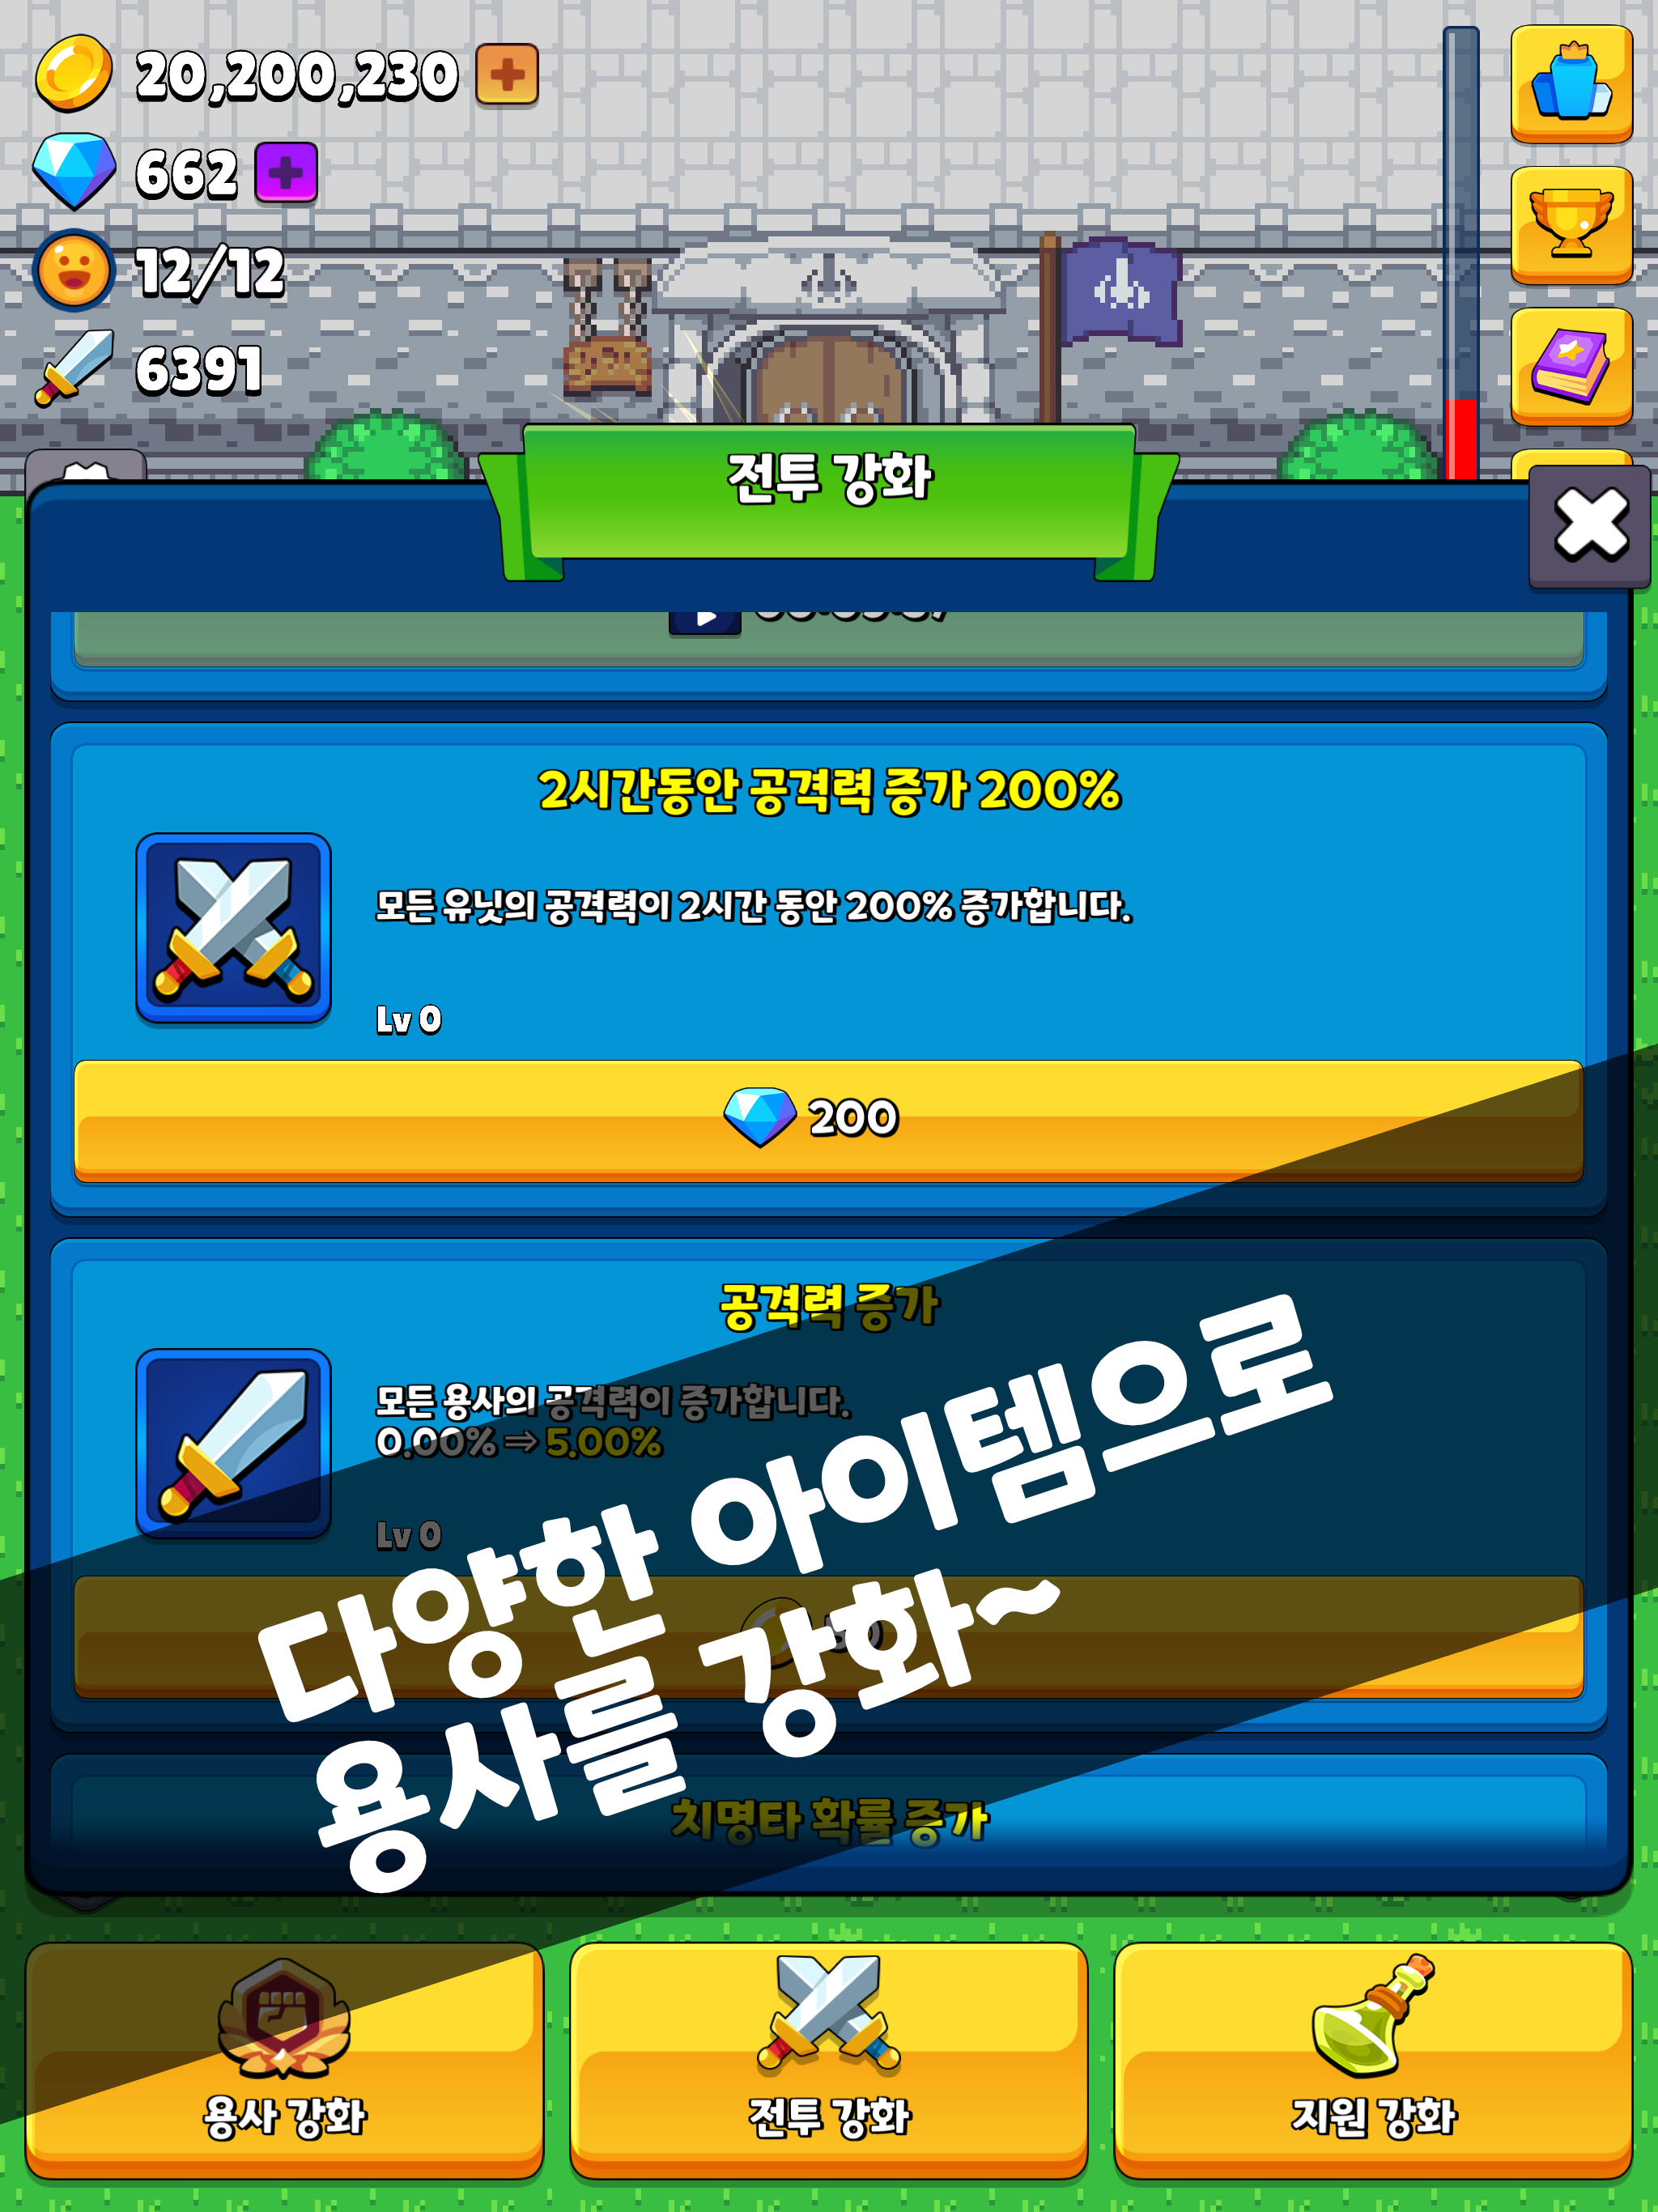 20,200,230
662
12/12
6391
전투 강화
2시간동안 공격력 증가 200%
모든 유닛의 공격력이 2시간 동안 200% 증가합니다.
Lv 0
200
공격력 증가
모든 용사의 공격력이 증가합니다.
0.00% ⇒ 5.00%
Lv 0
다양한 아이템으로
용사를 강화~
치명타 확률 증가
용사 강화
전투 강화
지원 강화